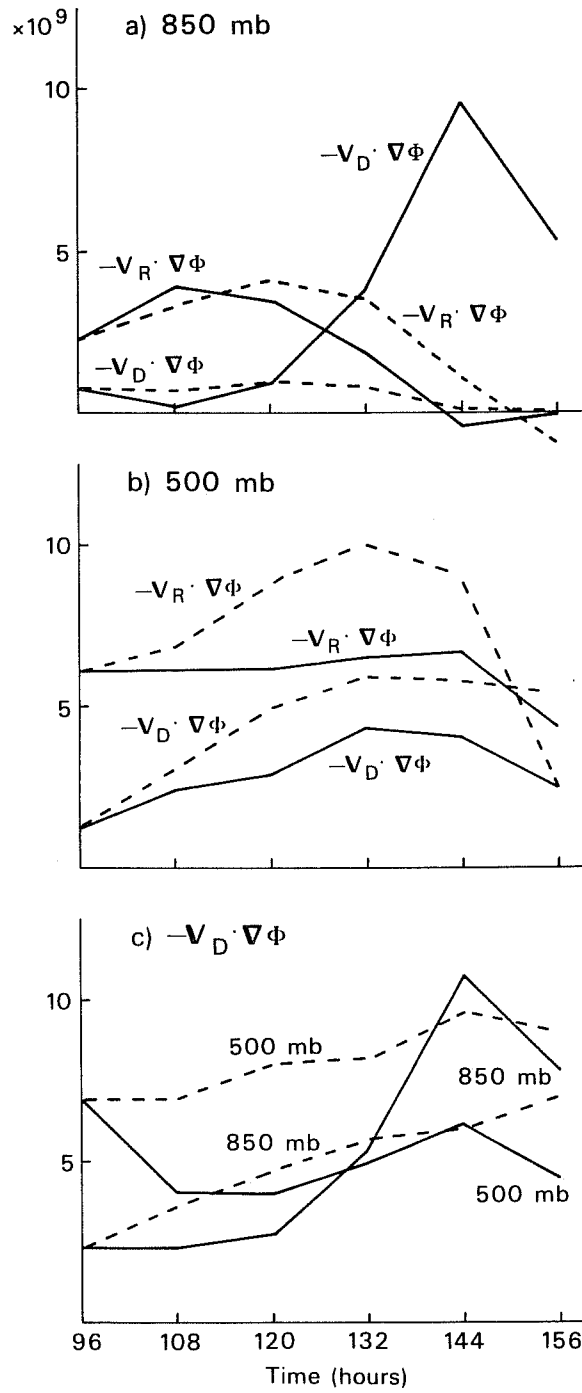 ×10⁹
a) 850 mb
10
−V_D · ∇Φ
5
−V_R · ∇Φ
−V_R · ∇Φ
−V_D · ∇Φ
b) 500 mb
10
−V_R · ∇Φ
−V_R · ∇Φ
5
−V_D · ∇Φ
−V_D · ∇Φ
c) −V_D · ∇Φ
10
500 mb
850 mb
850 mb
5
500 mb
96 108 120 132 144 156
Time (hours)